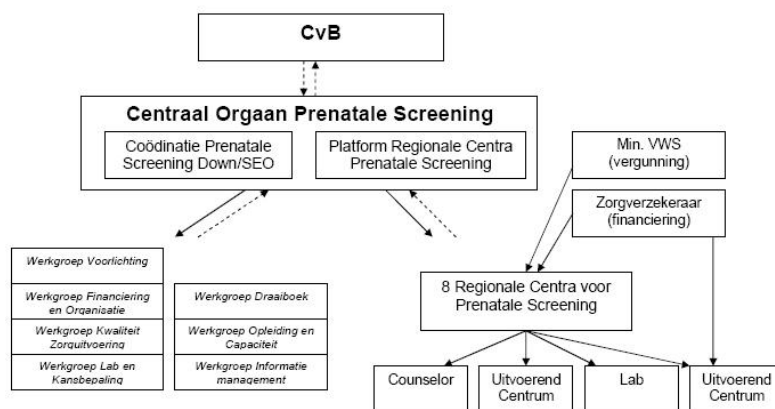 CvB
Centraal Orgaan Prenatale Screening
Coödinatie Prenatale
Screening Down/SEO
Platform Regionale Centra
Prenatale Screening
Min. VWS
(vergunning)
Zorgverzekeraar
(financiering)
Werkgroep Voorlichting
Werkgroep Financiering
en Organisatie
Werkgroep Kwaliteit
Zorguitvoering
Werkgroep Lab en
Kansbepaling
Werkgroep Draaiboek
Werkgroep Opleiding en
Capaciteit
Werkgroep Informatie
management
8 Regionale Centra voor
Prenatale Screening
Counselor
Uitvoerend
Centrum
Lab
Uitvoerend
Centrum